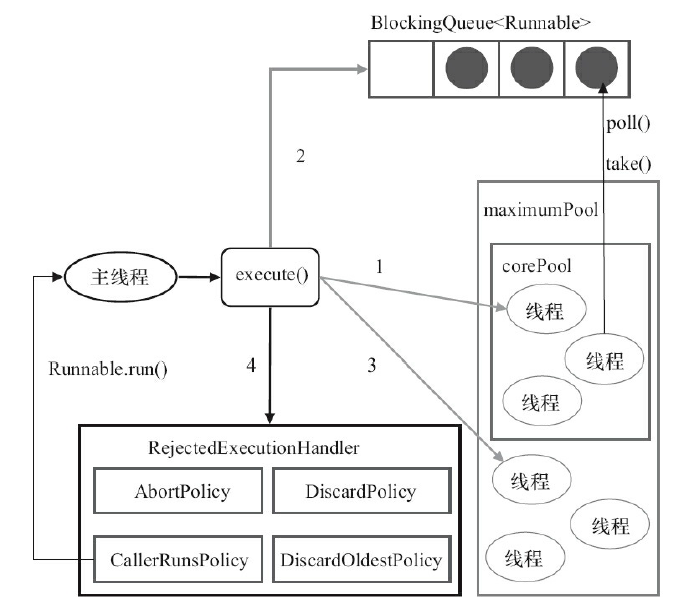 BlockingQueue<Runnable>
poll()
2
take()
maximumPool
corePool
主线程
execute()
1
线程
线程
Runnable.run()
4
3
线程
RejectedExecutionHandler
线程
AbortPolicy
DiscardPolicy
线程
CallerRunsPolicy
DiscardOldestPolicy
线程